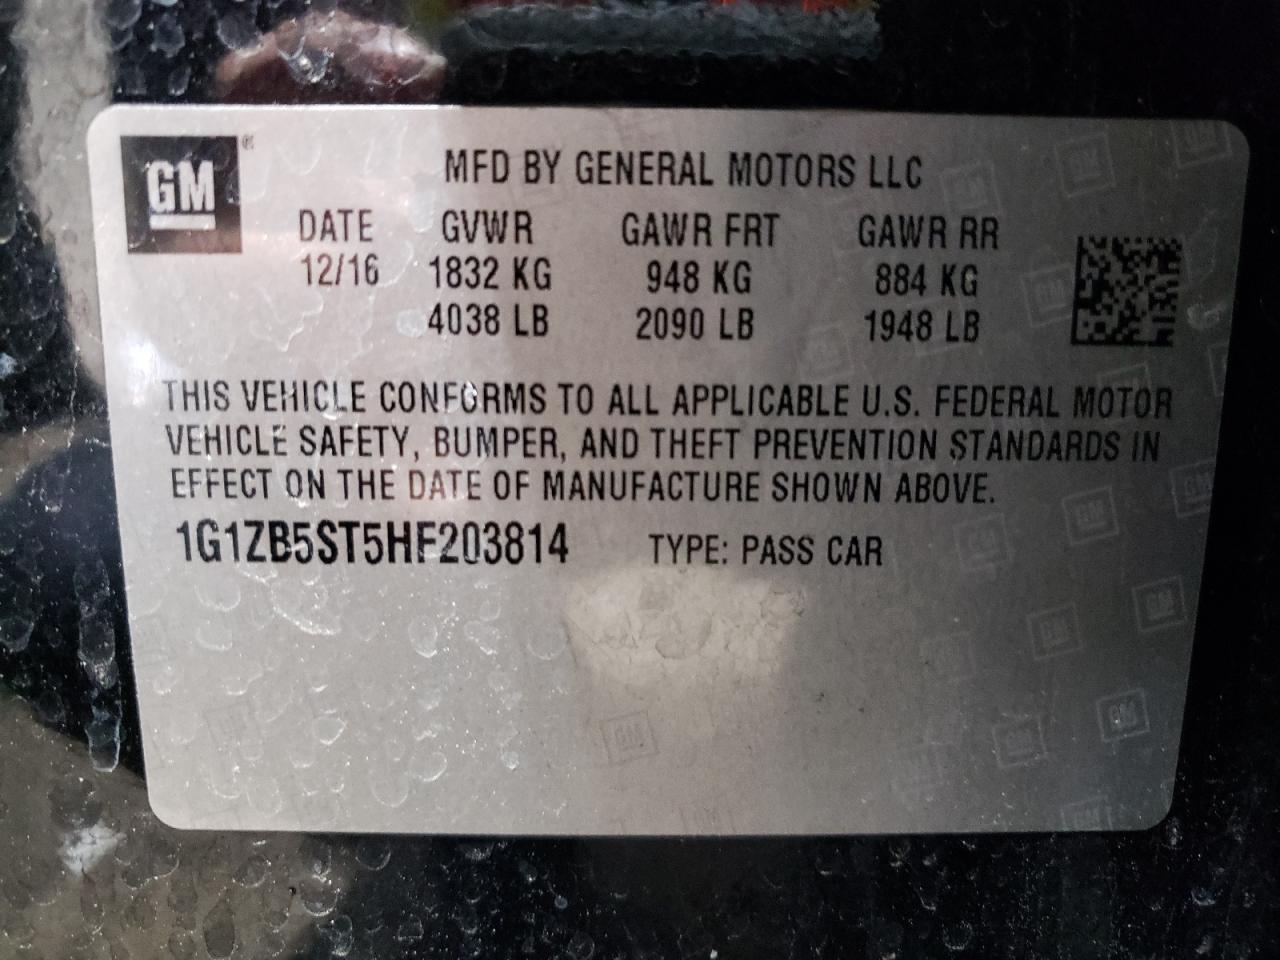 GM®
MFD BY GENERAL MOTORS LLC
DATE GVWR GAWR FRT GAWR RR
12/16 1832 KG 948 KG 884 KG
4038 LB 2090 LB 1948 LB
THIS VEHICLE CONFORMS TO ALL APPLICABLE U.S. FEDERAL MOTOR
VEHICLE SAFETY, BUMPER, AND THEFT PREVENTION STANDARDS IN
EFFECT ON THE DATE OF MANUFACTURE SHOWN ABOVE.
1G1ZB5ST5HF203814 TYPE: PASS CAR